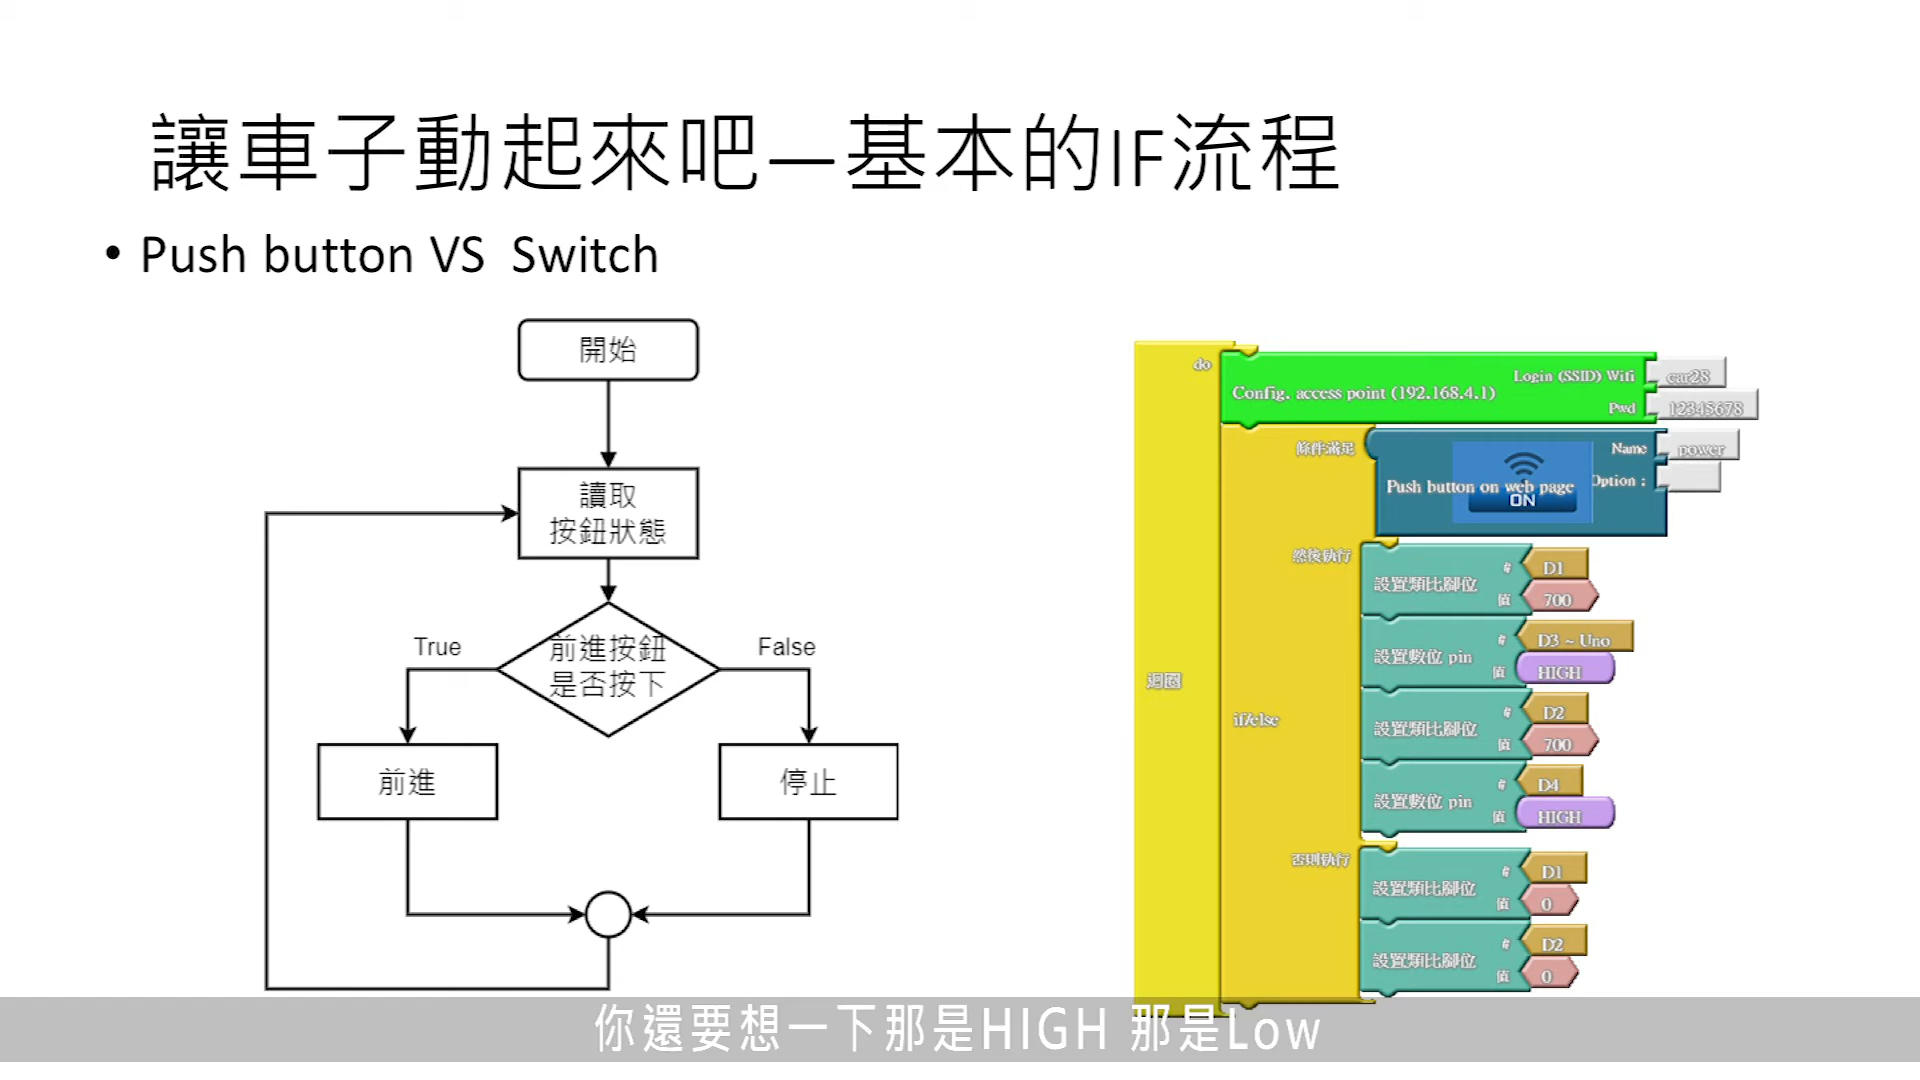 讓車子動起來吧—基本的IF流程
• Push button VS Switch
開始
讀取
按鈕狀態
前進按鈕
是否按下
True
False
前進
停止
do
迴圈
Config. access point (192.168.4.1)
Login (SSID) Wifi
car28
Pwd
12345678
if/else
條件滿足
Push button on web page
ON
Name
power
Option :
然後執行
設置類比腳位
#
D1
值
700
設置數位 pin
#
D3 ~ Uno
值
HIGH
設置類比腳位
#
D2
值
700
設置數位 pin
#
D4
值
HIGH
否則執行
設置類比腳位
#
D1
值
0
設置類比腳位
#
D2
值
0
你還要想一下那是HIGH 那是Low